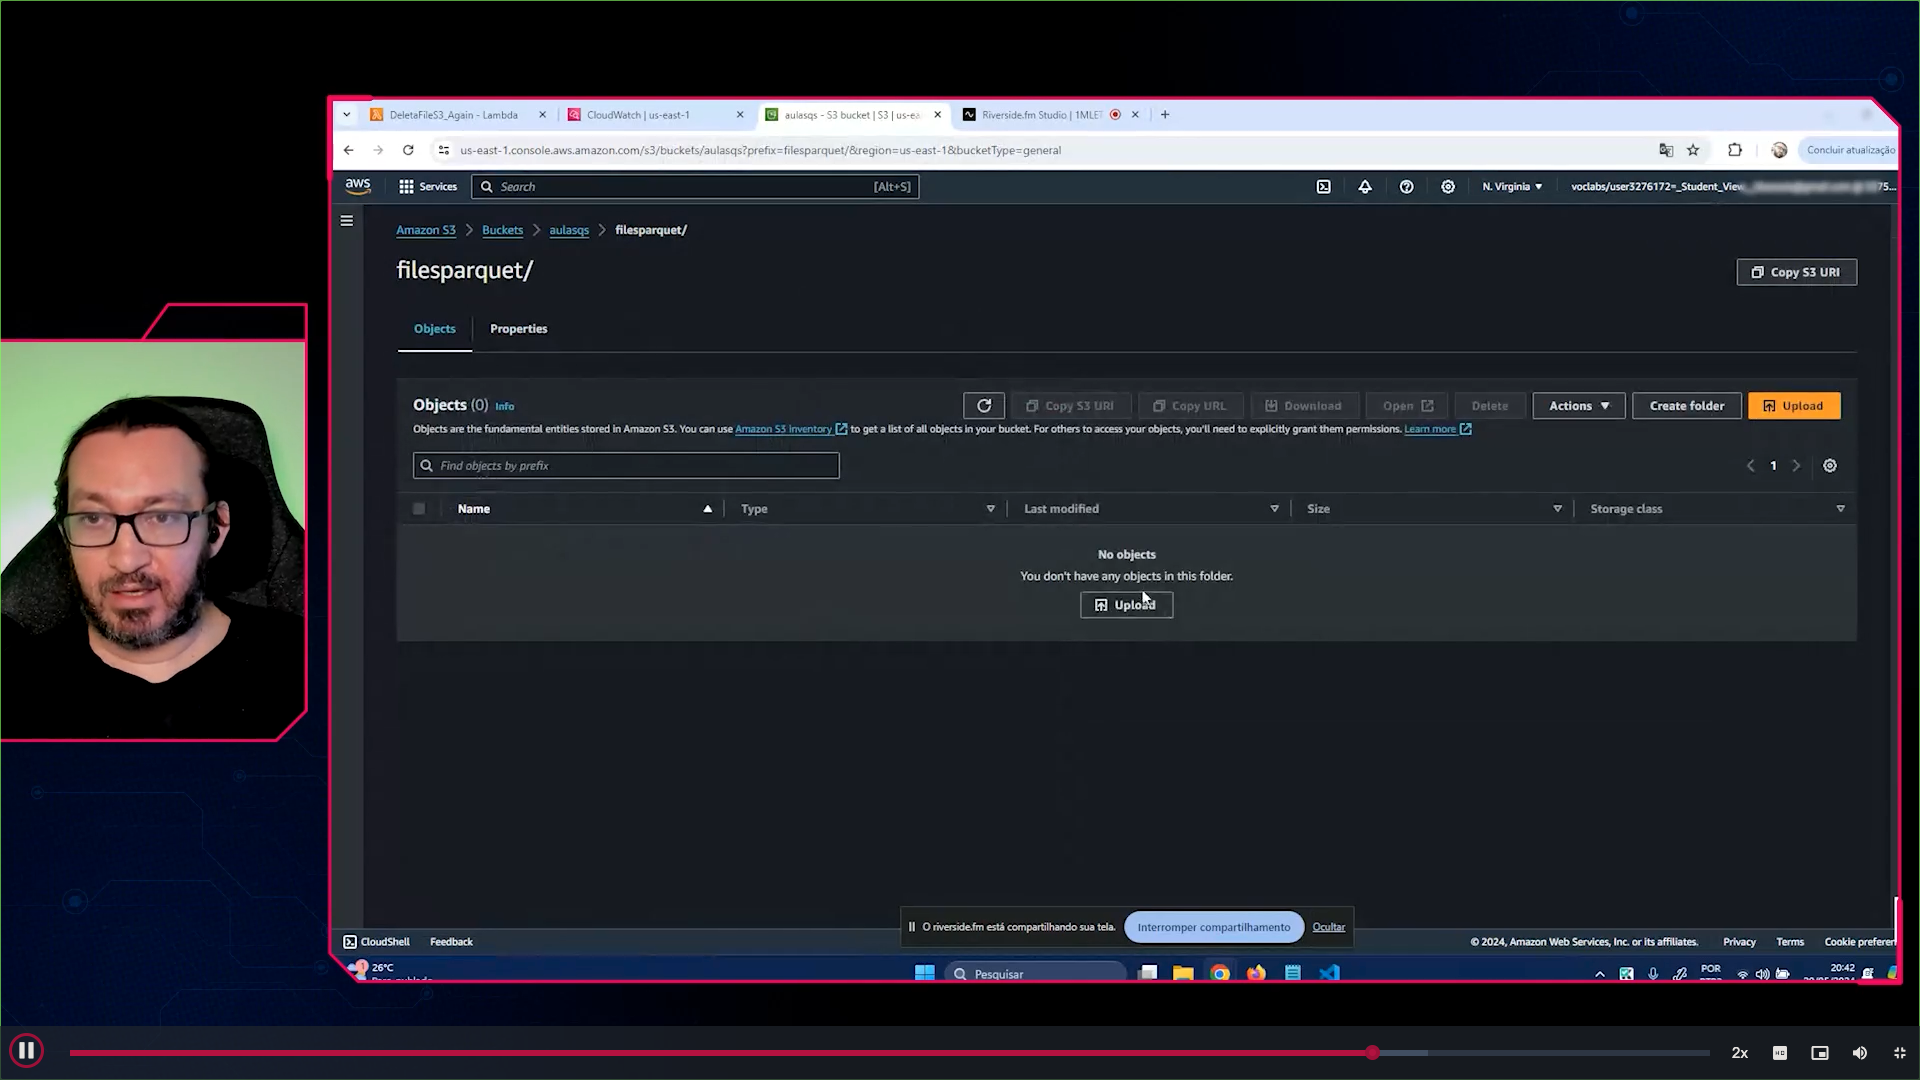 DeletaFileS3_Again - Lambda
CloudWatch | us-east-1
aulasqs - S3 bucket | S3 | us-ea
Riverside.fm Studio | 1MLET
us-east-1.console.aws.amazon.com/s3/buckets/aulasqs?prefix=filesparquet/&region=us-east-1&bucketType=general
Concluir atualização
aws
Services
Search
[Alt+S]
N. Virginia
voclabs/user3276172=_Student_View
75...
Amazon S3
Buckets
aulasqs
filesparquet/
filesparquet/
Copy S3 URI
Objects
Properties
Objects (0) Info
Copy S3 URI
Copy URL
Download
Open
Delete
Actions
Create folder
Upload
Objects are the fundamental entities stored in Amazon S3. You can use Amazon S3 Inventory to get a list of all objects in your bucket. For others to access your objects, you'll need to explicitly grant them permissions. Learn more
Find objects by prefix
1
Name
Type
Last modified
Size
Storage class
No objects
You don't have any objects in this folder.
Upload
O riverside.fm está compartilhando sua tela.
Interromper compartilhamento
Ocultar
CloudShell
Feedback
© 2024, Amazon Web Services, Inc. or its affiliates.
Privacy
Terms
Cookie preferen
1
26°C
Pesquisar
POR
20:42
2x
HD